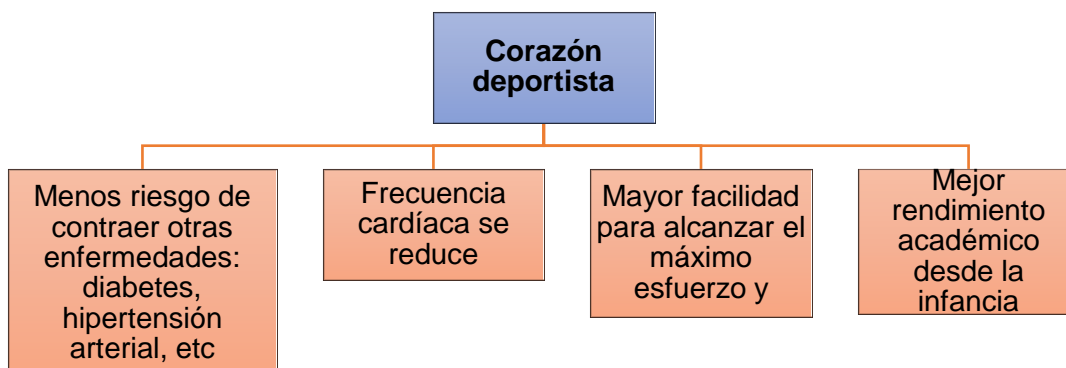 Corazón
deportista
Menos riesgo de
contraer otras
enfermedades:
diabetes,
hipertensión
arterial, etc
Frecuencia
cardíaca se
reduce
Mayor facilidad
para alcanzar el
máximo
esfuerzo y
Mejor
rendimiento
académico
desde la
infancia